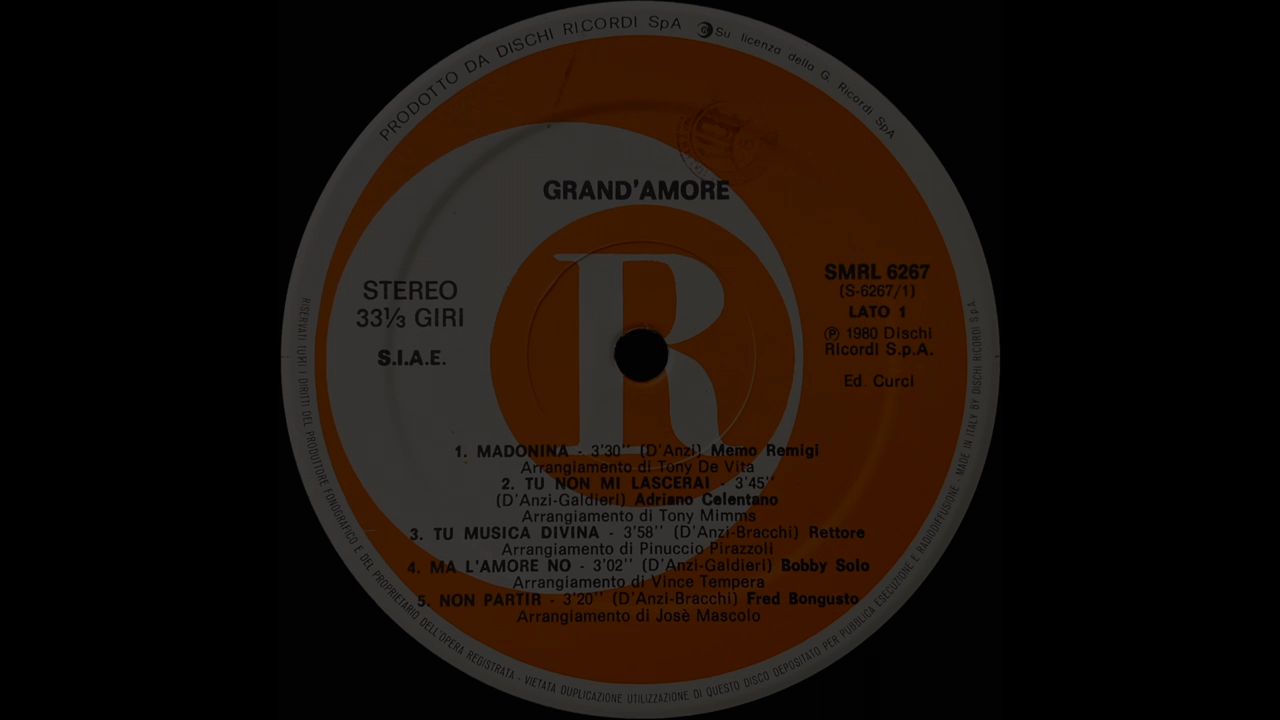 PRODOTTO DA DISCHI RICORDI SpA Su licenza della G Ricordi SpA
GRAND'AMORE
R
STEREO
33⅓ GIRI
S.I.A.E.
SMRL 6267
(S-6267/1)
LATO 1
Ⓟ 1980 Dischi
Ricordi S.p.A.
Ed. Curci
1. MADONINA - 3'30'' (D'Anzi) Memo Remigi
Arrangiamento di Tony De Vita
2. TU NON MI LASCERAI - 3'45''
(D'Anzi-Galdieri) Adriano Celentano
Arrangiamento di Tony Mimms
3. TU MUSICA DIVINA - 3'58'' (D'Anzi-Bracchi) Rettore
Arrangiamento di Pinuccio Pirazzoli
4. MA L'AMORE NO - 3'02'' (D'Anzi-Galdieri) Bobby Solo
Arrangiamento di Vince Tempera
5. NON PARTIR - 3'20'' (D'Anzi-Bracchi) Fred Bongusto
Arrangiamento di Josè Mascolo
RISERVATI TUTTI I DIRITTI DEL PRODUTTORE FONOGRAFICO E DEL PROPRIETARIO DELL'OPERA REGISTRATA - VIETATA DUPLICAZIONE UTILIZZAZIONE DI QUESTO DISCO DEPOSITATO PER PUBBLICA ESECUZIONE E RADIODIFFUSIONE - MADE IN ITALY BY DISCHI RICORDI S.p.A.